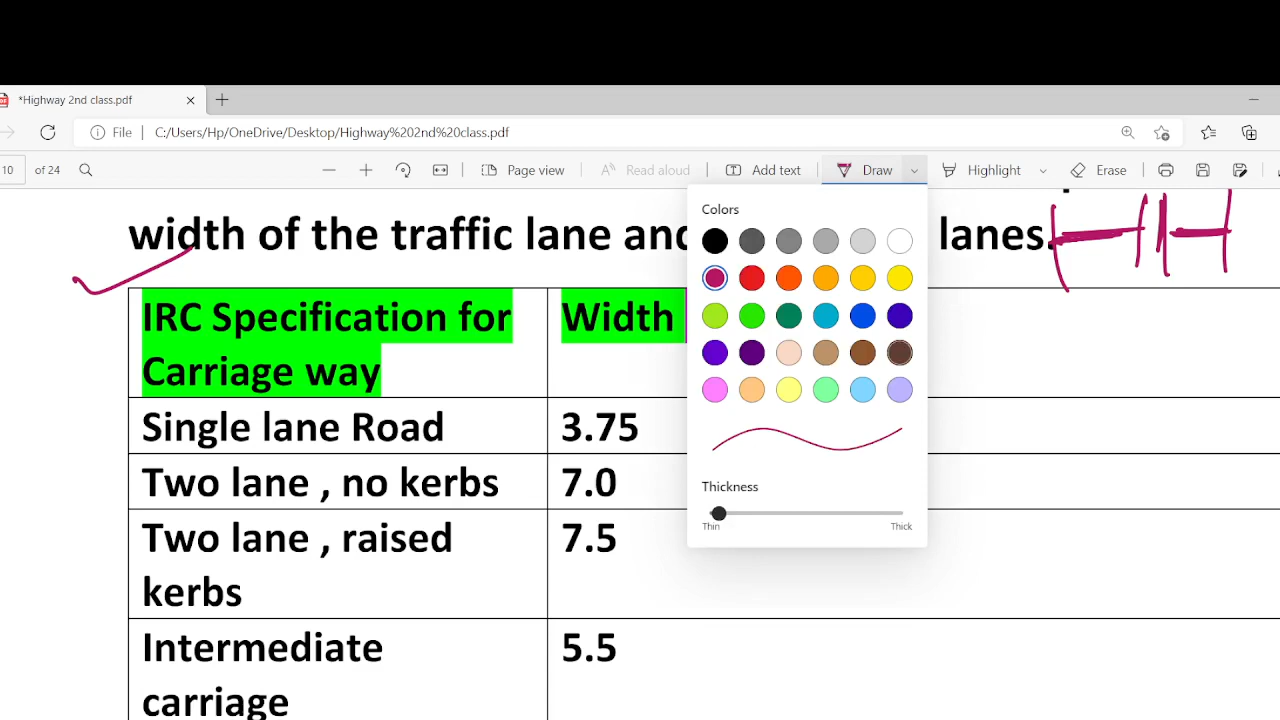 *Highway 2nd class.pdf
File C:/Users/Hp/OneDrive/Desktop/Highway%202nd%20class.pdf
10 of 24 Page view Read aloud Add text Draw Highlight Erase
Colors
Thickness
Thin Thick
width of the traffic lane and lanes.
IRC Specification for Width
Carriage way
Single lane Road 3.75
Two lane , no kerbs 7.0
Two lane , raised 7.5
kerbs
Intermediate 5.5
carriage